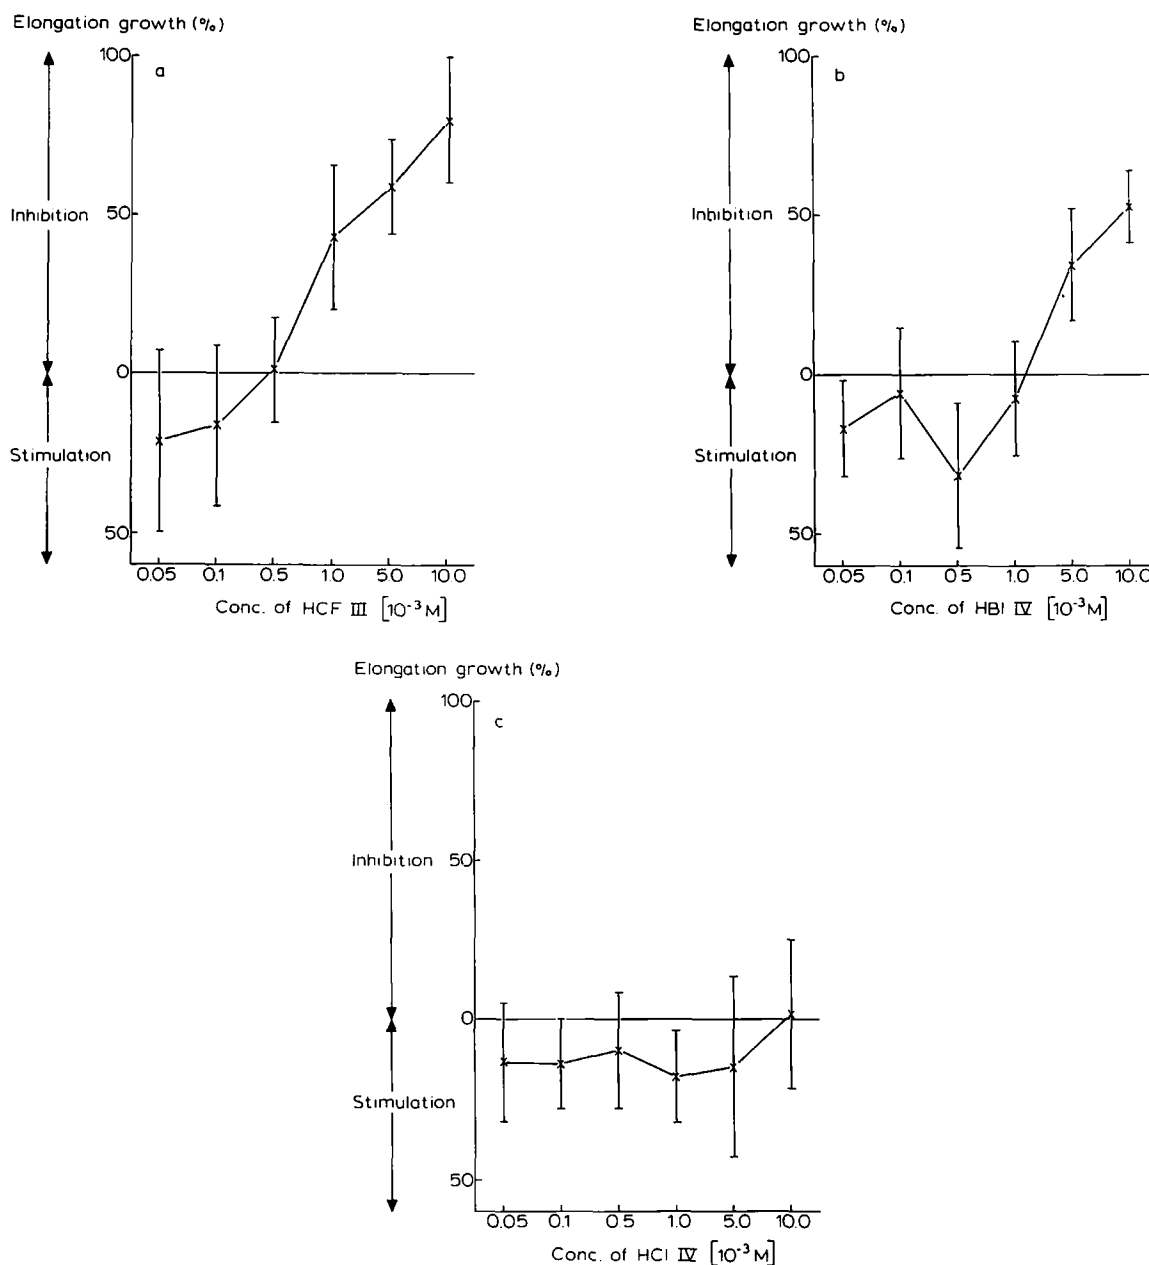 Elongation growth (%)
100
a
Inhibition
50
0
Stimulation
50
0.05 0.1 0.5 1.0 5.0 10.0
Conc. of HCF III [10⁻³M]
Elongation growth (%)
100
b
Inhibition
50
0
Stimulation
50
0.05 0.1 0.5 1.0 5.0 10.0
Conc. of HBI IV [10⁻³M]
Elongation growth (%)
100
c
Inhibition
50
0
Stimulation
50
0.05 0.1 0.5 1.0 5.0 10.0
Conc. of HCI IV [10⁻³M]